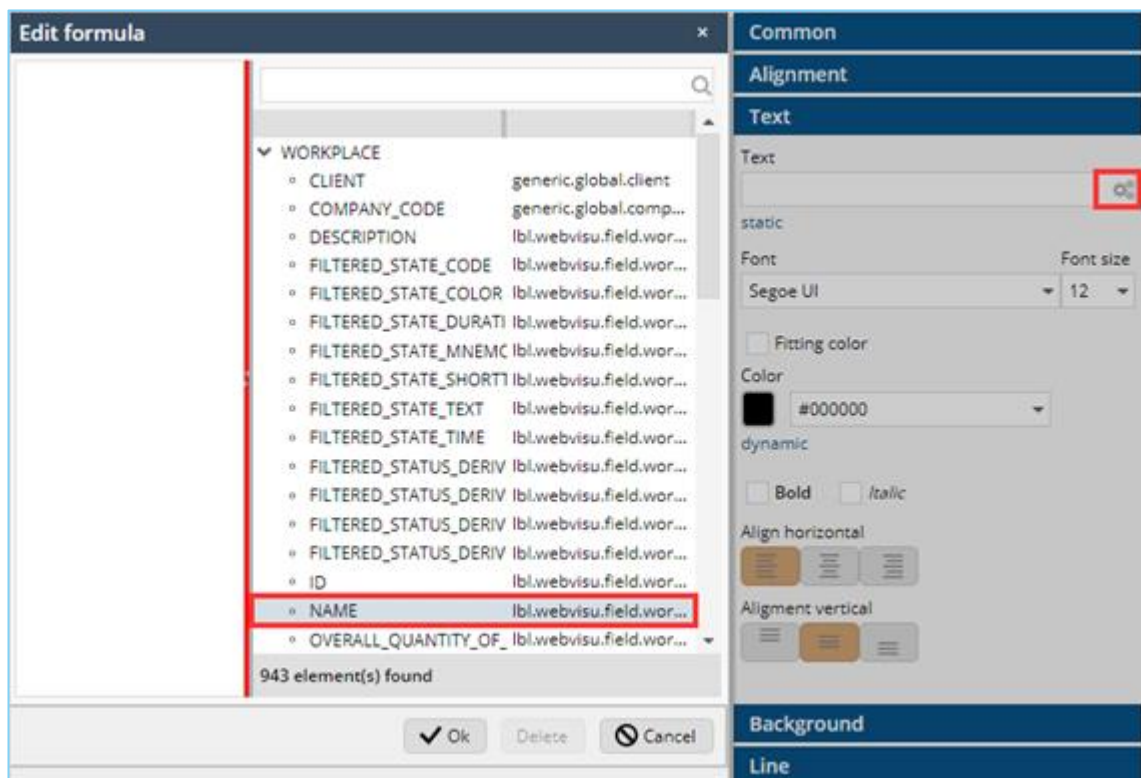 Edit formula
WORKPLACE
CLIENT generic.global.client
COMPANY_CODE generic.global.comp...
DESCRIPTION lbl.webvisu.field.wor...
FILTERED_STATE_CODE lbl.webvisu.field.wor...
FILTERED_STATE_COLOR lbl.webvisu.field.wor...
FILTERED_STATE_DURATI lbl.webvisu.field.wor...
FILTERED_STATE_MNEMC lbl.webvisu.field.wor...
FILTERED_STATE_SHORTT lbl.webvisu.field.wor...
FILTERED_STATE_TEXT lbl.webvisu.field.wor...
FILTERED_STATE_TIME lbl.webvisu.field.wor...
FILTERED_STATUS_DERIV lbl.webvisu.field.wor...
FILTERED_STATUS_DERIV lbl.webvisu.field.wor...
FILTERED_STATUS_DERIV lbl.webvisu.field.wor...
FILTERED_STATUS_DERIV lbl.webvisu.field.wor...
ID lbl.webvisu.field.wor...
NAME lbl.webvisu.field.wor...
OVERALL_QUANTITY_OF_ lbl.webvisu.field.wor...
943 element(s) found
Ok Delete Cancel
Common
Alignment
Text
Text
static
Font Font size
Segoe UI 12
Fitting color
Color
#000000
dynamic
Bold Italic
Align horizontal
Aligment vertical
Background
Line